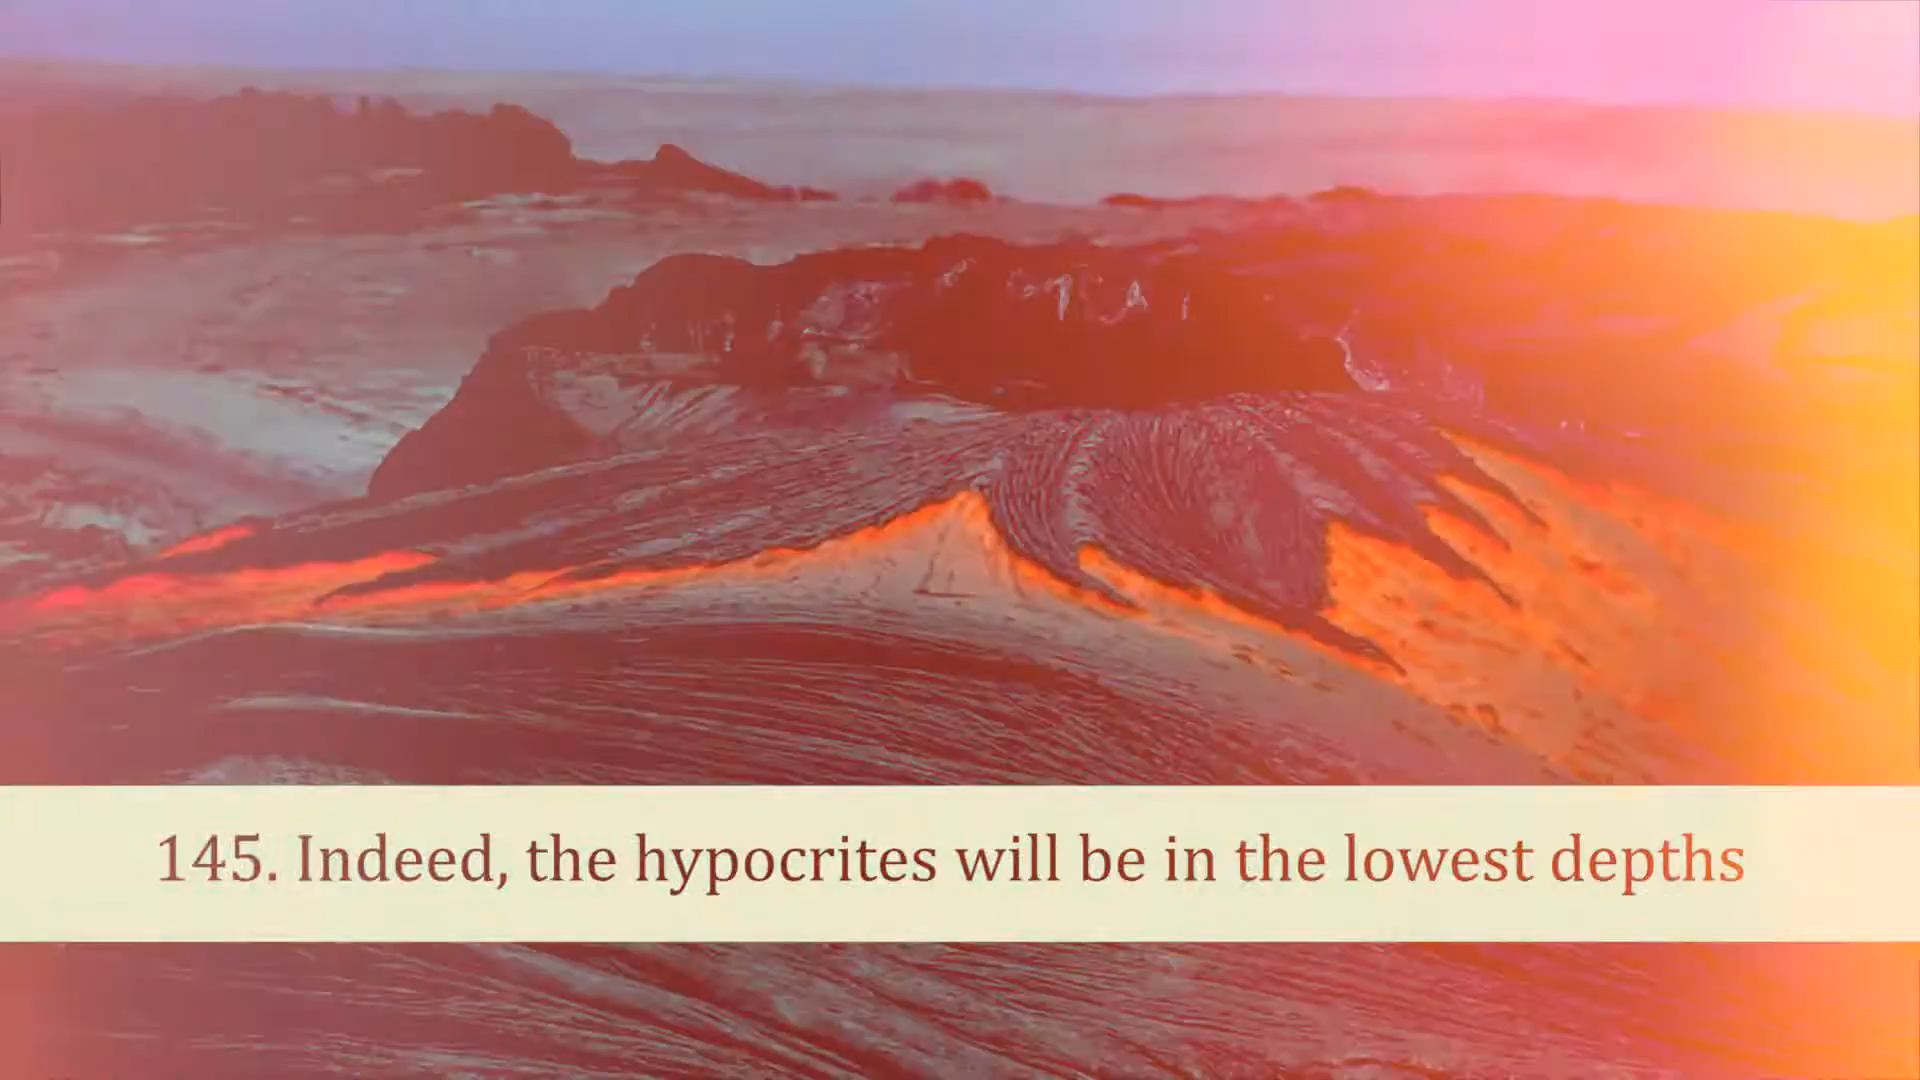 145. Indeed, the hypocrites will be in the lowest depths